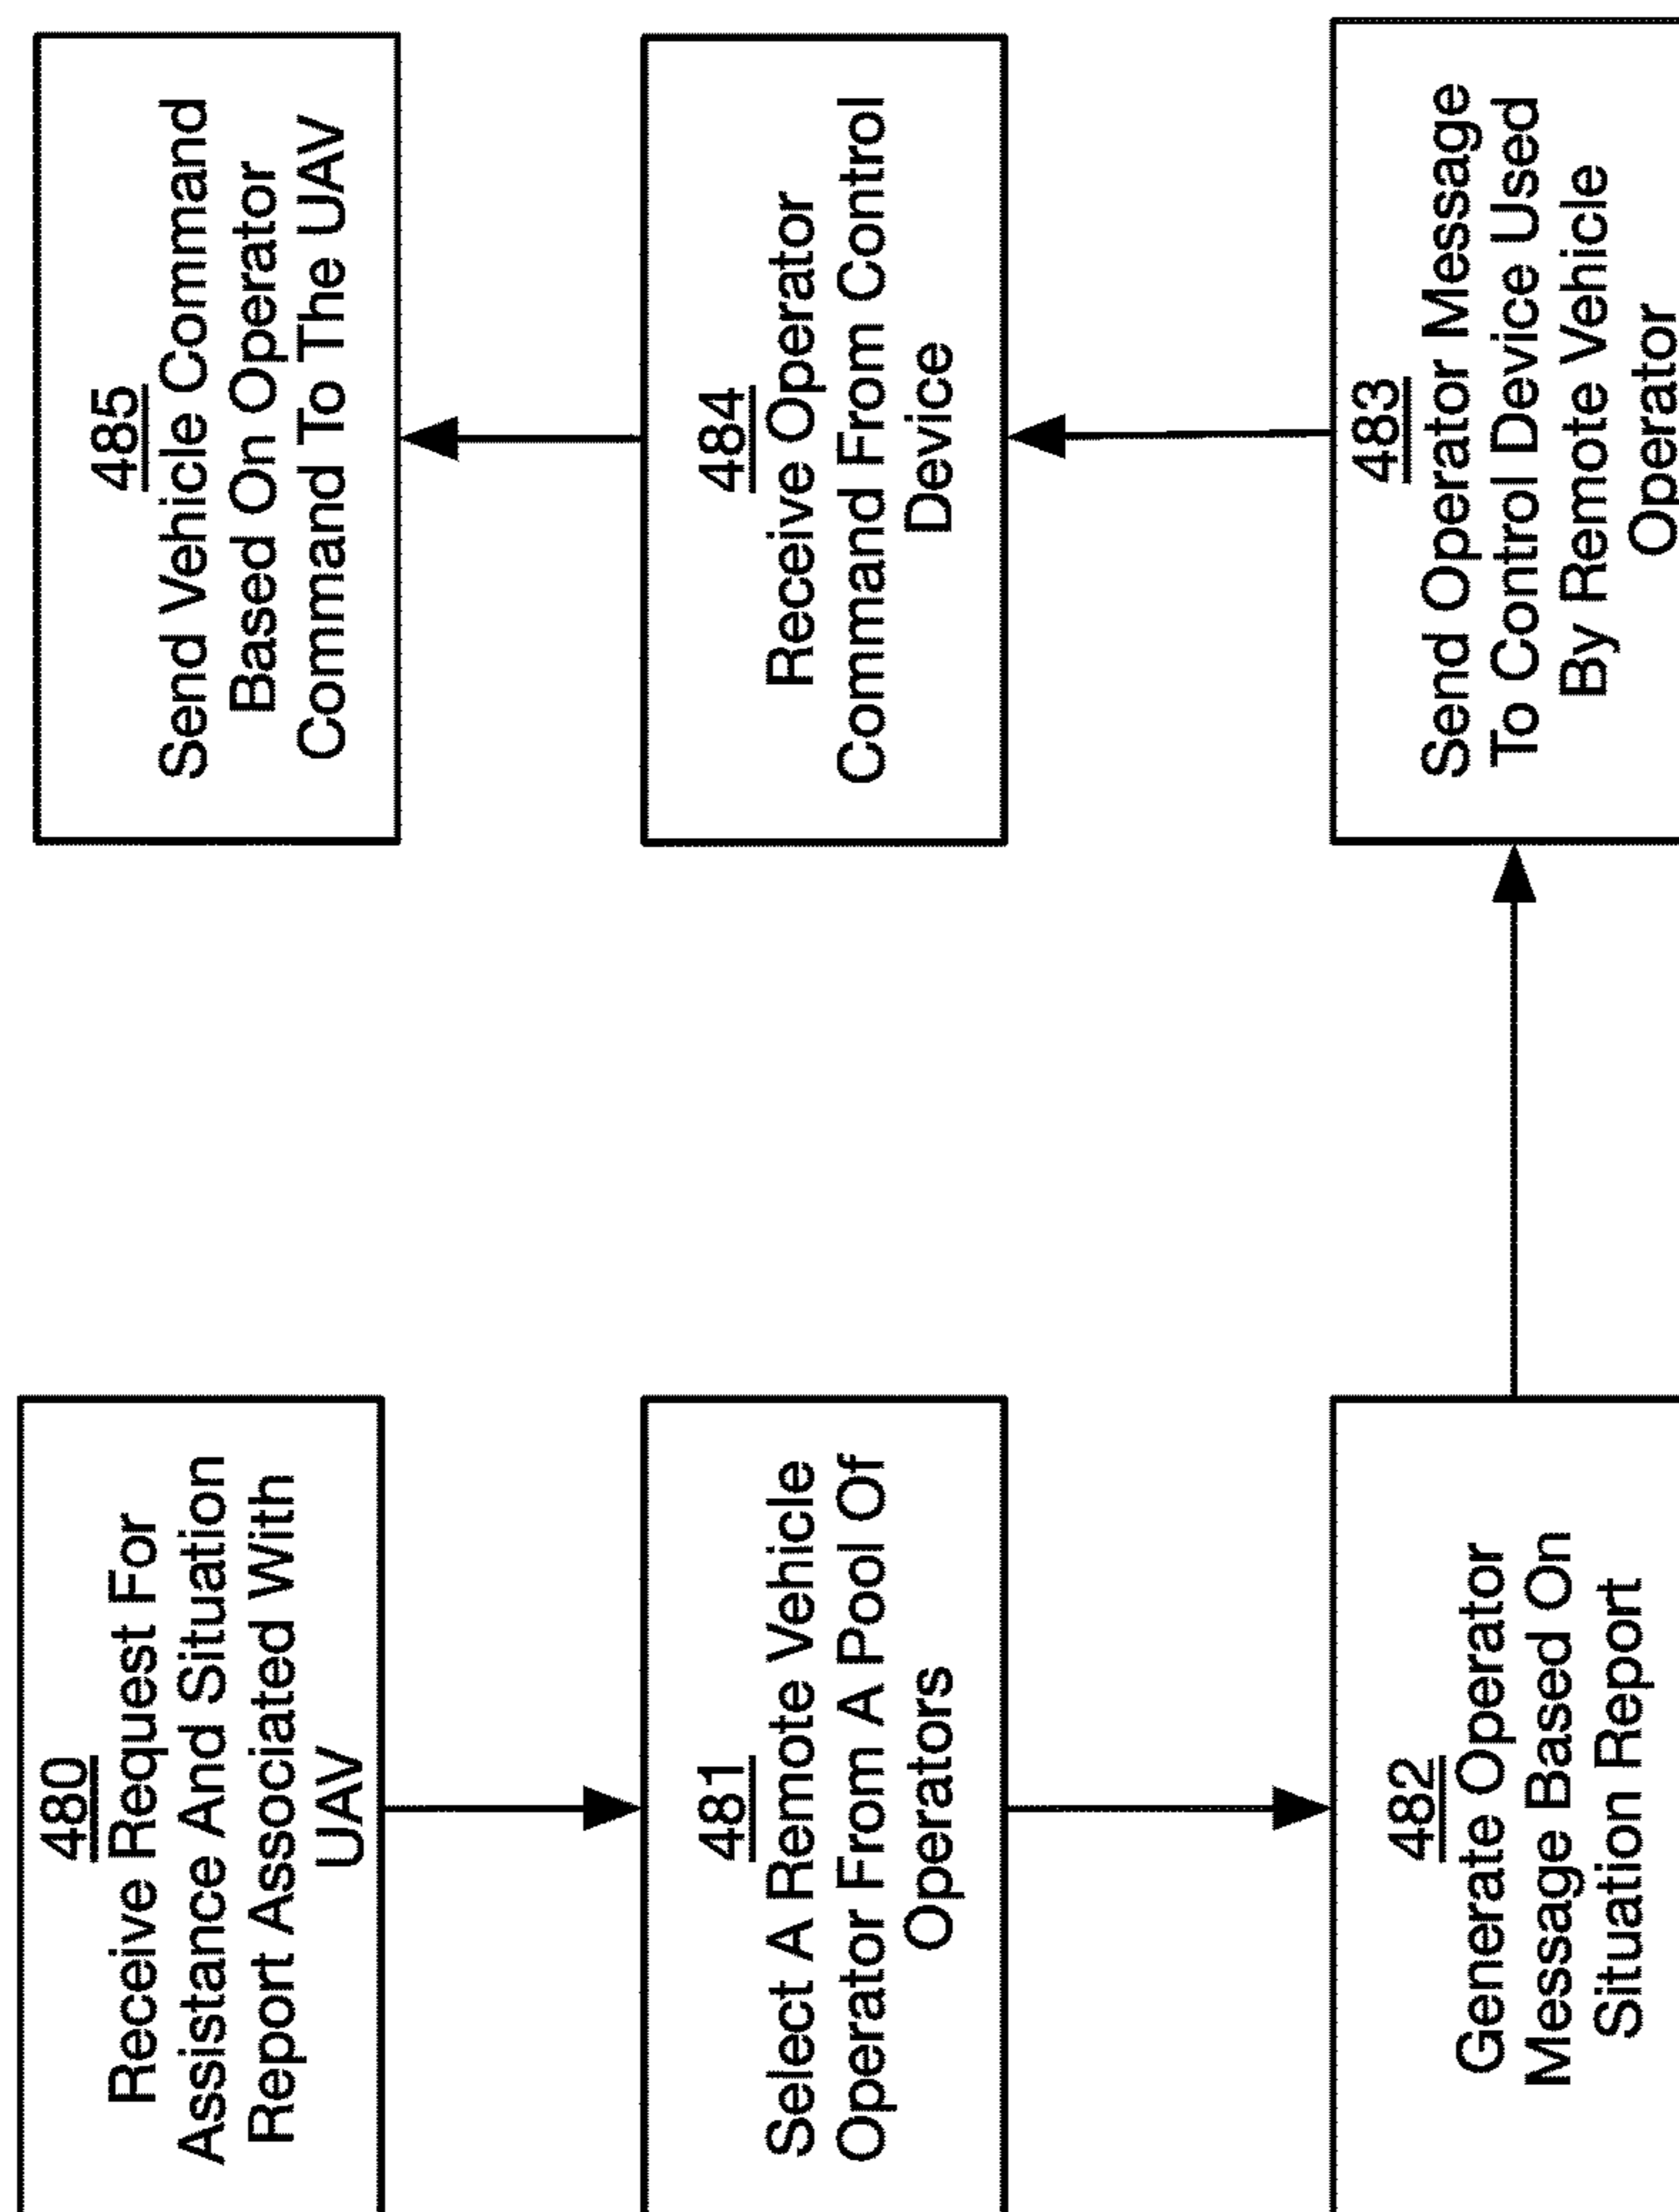 480
Receive Request For
Assistance And Situation
Report Associated With
UAV
481
Select A Remote Vehicle
Operator From A Pool Of
Operators
482
Generate Operator
Message Based On
Situation Report
483
Send Operator Message
To Control Device Used
By Remote Vehicle
Operator
484
Receive Operator
Command From Control
Device
485
Send Vehicle Command
Based On Operator
Command To The UAV